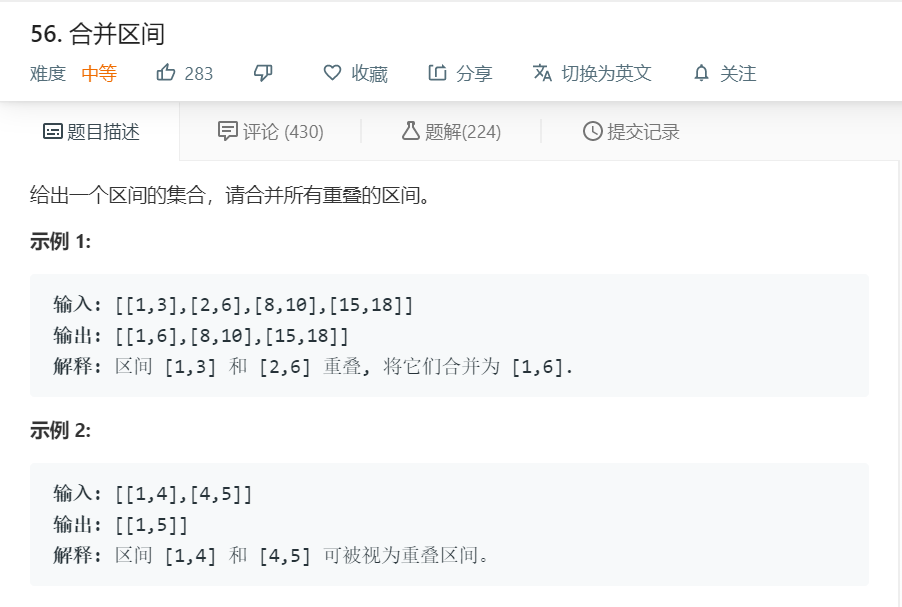 56. 合并区间
难度 中等 283 收藏 分享 切换为英文 关注
题目描述 评论 (430) 题解(224) 提交记录
给出一个区间的集合，请合并所有重叠的区间。
示例 1:
输入: [[1,3],[2,6],[8,10],[15,18]]
输出: [[1,6],[8,10],[15,18]]
解释: 区间 [1,3] 和 [2,6] 重叠, 将它们合并为 [1,6].
示例 2:
输入: [[1,4],[4,5]]
输出: [[1,5]]
解释: 区间 [1,4] 和 [4,5] 可被视为重叠区间。